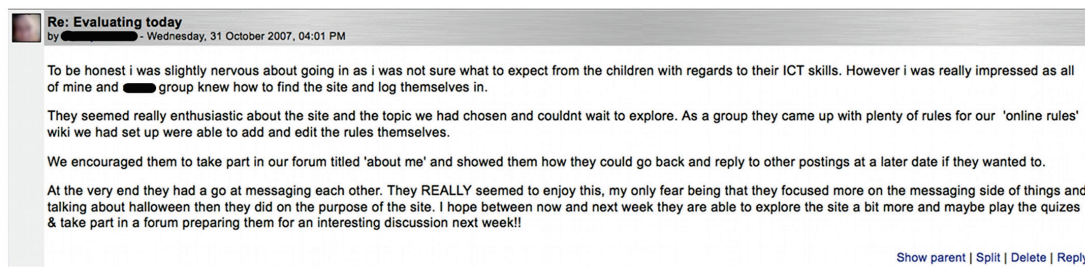 Re: Evaluating today
by - Wednesday, 31 October 2007, 04:01 PM
To be honest i was slightly nervous about going in as i was not sure what to expect from the children with regards to their ICT skills. However i was really impressed as all
of mine and group knew how to find the site and log themselves in.
They seemed really enthusiastic about the site and the topic we had chosen and couldnt wait to explore. As a group they came up with plenty of rules for our 'online rules'
wiki we had set up were able to add and edit the rules themselves.
We encouraged them to take part in our forum titled 'about me' and showed them how they could go back and reply to other postings at a later date if they wanted to.
At the very end they had a go at messaging each other. They REALLY seemed to enjoy this, my only fear being that they focused more on the messaging side of things and
talking about halloween then they did on the purpose of the site. I hope between now and next week they are able to explore the site a bit more and maybe play the quizes
& take part in a forum preparing them for an interesting discussion next week!!
Show parent | Split | Delete | Reply